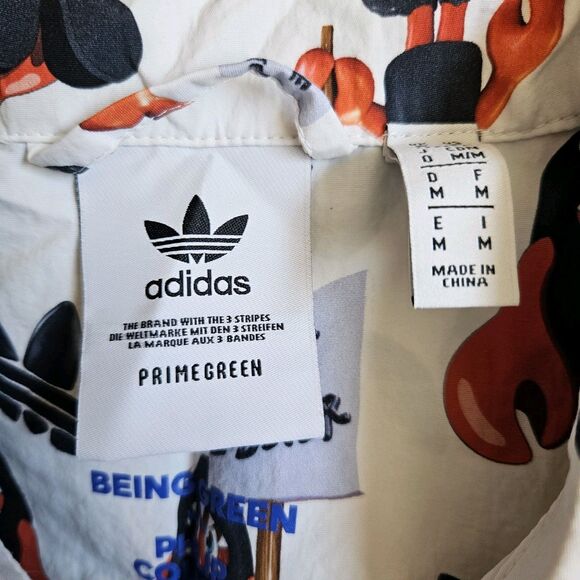 adidas
THE BRAND WITH THE 3 STRIPES
DIE WELTMARKE MIT DEN 3 STREIFEN
LA MARQUE AUX 3 BANDES
PRIMEGREEN
M/M
D F
M M
E I
M M
MADE IN
CHINA
BEING GREEN